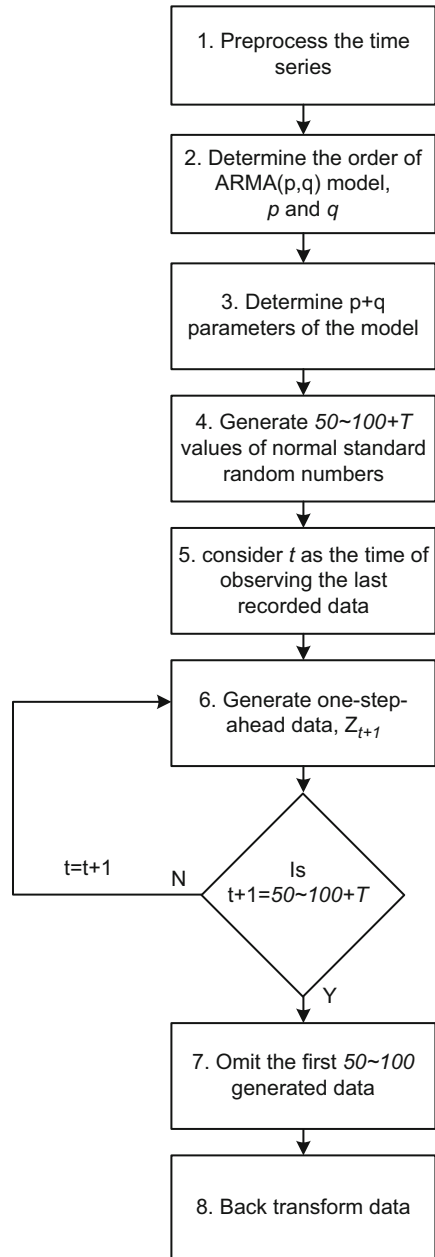 1. Preprocess the time
series
2. Determine the order of
ARMA(p,q) model,
p and q
3. Determine p+q
parameters of the model
4. Generate 50~100+T
values of normal standard
random numbers
5. consider t as the time of
observing the last
recorded data
6. Generate one-step-
ahead data, Zt+1
t=t+1
N
Is
t+1=50~100+T
Y
7. Omit the first 50~100
generated data
8. Back transform data